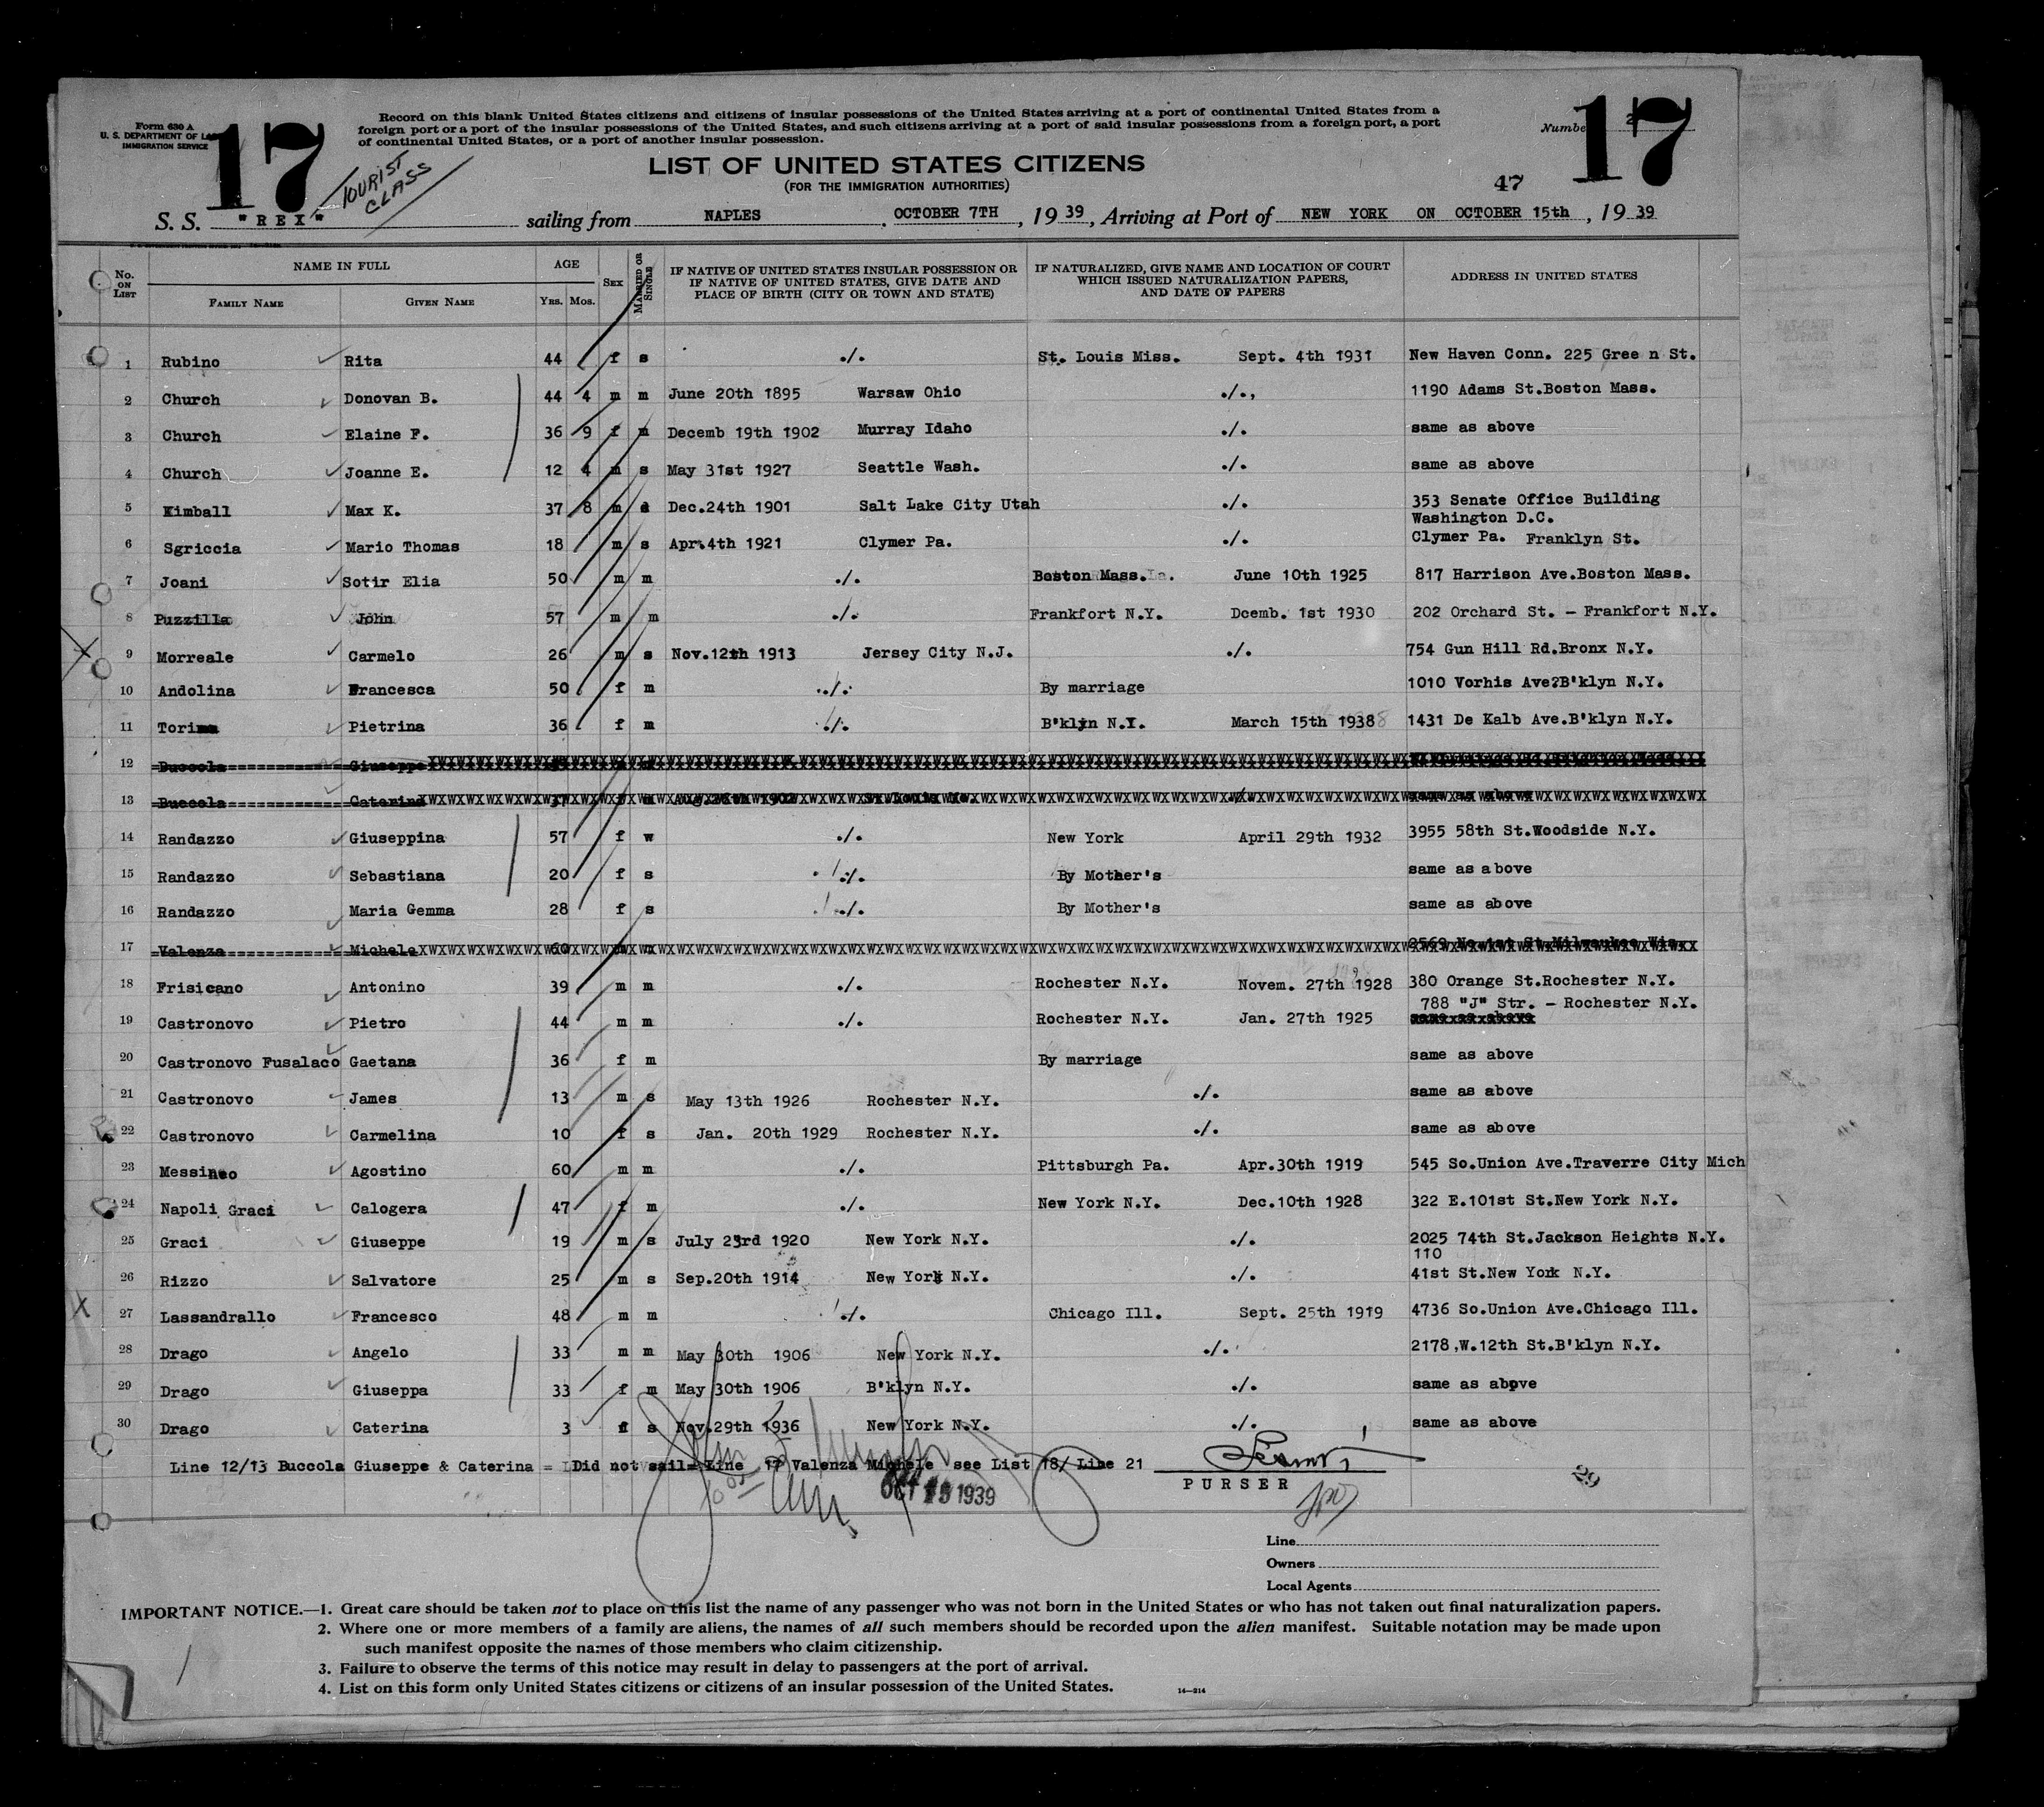 Form 630 A
U. S. DEPARTMENT OF
IMMIGRATION SERVICE
17
TOURIST
CLASS
Record on this blank United States citizens and citizens of insular possessions of the United States arriving at a port of continental United States from a
foreign port or a port of the insular possessions of the United States, and such citizens arriving at a port of said insular possessions from a foreign port, a port
of continental United States, or a port of another insular possession.
Numbe 2
17
LIST OF UNITED STATES CITIZENS
(FOR THE IMMIGRATION AUTHORITIES)
47
S. S. "REX" sailing from NAPLES . OCTOBER 7TH , 19 39, Arriving at Port of NEW YORK ON OCTOBER 15th , 19 39
No. ON LIST NAME IN FULL AGE SEX MARRIED OR SINGLE IF NATIVE OF UNITED STATES INSULAR POSSESSION OR IF NATIVE OF UNITED STATES, GIVE DATE AND PLACE OF BIRTH (CITY OR TOWN AND STATE) IF NATURALIZED, GIVE NAME AND LOCATION OF COURT WHICH ISSUED NATURALIZATION PAPERS, AND DATE OF PAPERS ADDRESS IN UNITED STATES
FAMILY NAME GIVEN NAME Yrs. Mos.
1 Rubino Rita 44 f s ./. St. Louis Miss. Sept. 4th 1931 New Haven Conn. 225 Gree n St.
2 Church Donovan B. 44 4 m m June 20th 1895 Warsaw Ohio ./., 1190 Adams St.Boston Mass.
3 Church Elaine F. 36 9 f m Decemb 19th 1902 Murray Idaho ./. same as above
4 Church Joanne E. 12 4 m s May 31st 1927 Seattle Wash. ./. same as above
5 Kimball Max K. 37 8 m d Dec.24th 1901 Salt Lake City Utah ./. 353 Senate Office Building
Washington D.C.
6 Sgriccia Mario Thomas 18 m s Apr.4th 1921 Clymer Pa. ./. Clymer Pa. Franklyn St.
7 Joani Sotir Elia 50 m m ./. Boston Mass. June 10th 1925 817 Harrison Ave.Boston Mass.
8 Puzzilla John 57 m m ./. Frankfort N.Y. Dcemb. 1st 1930 202 Orchard St. - Frankfort N.Y.
X
9 Morreale Carmelo 26 m s Nov.12th 1913 Jersey City N.J. ./. 754 Gun Hill Rd.Bronx N.Y.
10 Andolina Francesca 50 f m ./. By marriage 1010 Vorhis Ave?B'klyn N.Y.
11 Torina Pietrina 36 f m ./. B'klyn N.Y. March 15th 1938 1431 De Kalb Ave.B'klyn N.Y.
12 Buccola Giuseppe
13 Buccola Caterina same as above
14 Randazzo Giuseppina 57 f w ./. New York April 29th 1932 3955 58th St.Woodside N.Y.
15 Randazzo Sebastiana 20 f s ./. By Mother's same as above
16 Randazzo Maria Gemma 28 f s ./. By Mother's same as above
17 Valenza Michele 60 m m
18 Frisicano Antonino 39 m m ./. Rochester N.Y. Novem. 27th 1928 380 Orange St.Rochester N.Y.
788 "J" Str. - Rochester N.Y.
19 Castronovo Pietro 44 m m ./. Rochester N.Y. Jan. 27th 1925 same as above
20 Castronovo Fusalaco Gaetana 36 f m By marriage same as above
21 Castronovo James 13 m s May 13th 1926 Rochester N.Y. ./. same as above
22 Castronovo Carmelina 10 f s Jan. 20th 1929 Rochester N.Y. ./. same as above
23 Messineo Agostino 60 m m ./. Pittsburgh Pa. Apr.30th 1919 545 So.Union Ave.Traverre City Mich
24 Napoli Graci Calogera 47 f m ./. New York N.Y. Dec.10th 1928 322 E.101st St.New York N.Y.
25 Graci Giuseppe 19 m s July 23rd 1920 New York N.Y. ./. 2025 74th St.Jackson Heights N.Y.
110
26 Rizzo Salvatore 25 m s Sep.20th 1914 New York N.Y. ./. 41st St.New York N.Y.
X
27 Lassandrallo Francesco 48 m m ./. Chicago Ill. Sept. 25th 1919 4736 So.Union Ave.Chicago Ill.
28 Drago Angelo 33 m m May 30th 1906 New York N.Y. ./. 2178,W.12th St.B'klyn N.Y.
29 Drago Giuseppa 33 f m May 30th 1906 B'klyn N.Y. ./. same as above
30 Drago Caterina 3 f s Nov.29th 1936 New York N.Y. ./. same as above
Line 12/13 Buccola Giuseppe & Caterina = Did not sail= Line 17 Valenza Michele see List 18/ Line 21
PURSER
OCT 15 1939
29
Line
Owners
Local Agents
IMPORTANT NOTICE.—1. Great care should be taken not to place on this list the name of any passenger who was not born in the United States or who has not taken out final naturalization papers.
2. Where one or more members of a family are aliens, the names of all such members should be recorded upon the alien manifest. Suitable notation may be made upon
such manifest opposite the names of those members who claim citizenship.
3. Failure to observe the terms of this notice may result in delay to passengers at the port of arrival.
4. List on this form only United States citizens or citizens of an insular possession of the United States.
14—214